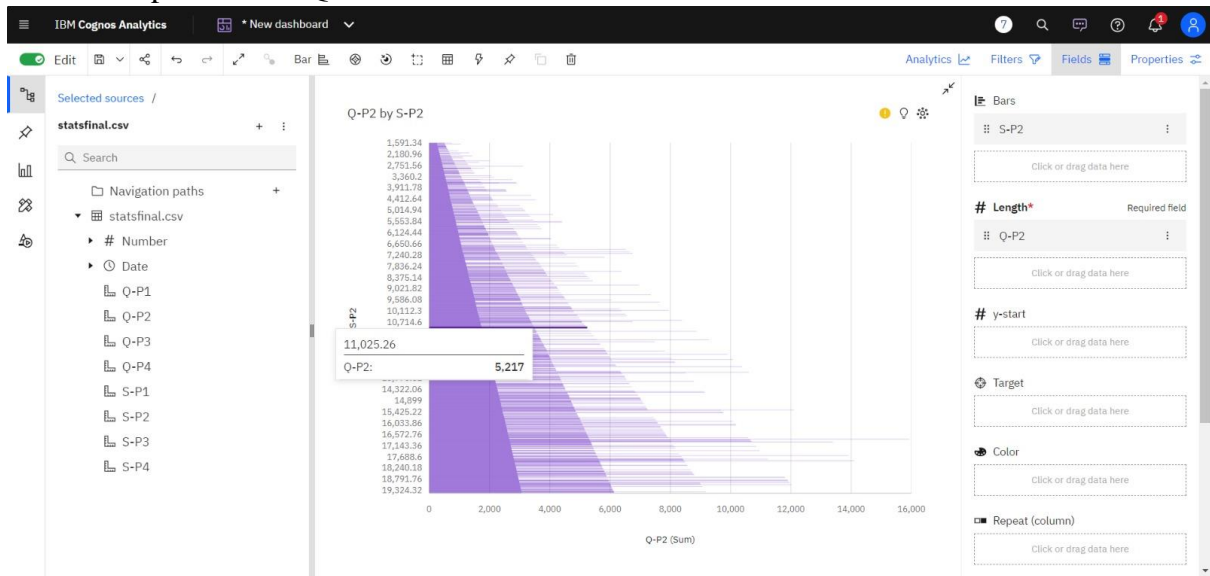 IBM Cognos Analytics
* New dashboard
7
1
Edit
Bar
Analytics
Filters
Fields
Properties
Selected sources /
statsfinal.csv
Search
Navigation paths
statsfinal.csv
# Number
Date
Q-P1
Q-P2
Q-P3
Q-P4
S-P1
S-P2
S-P3
S-P4
Q-P2 by S-P2
S-P2
1,591.34
2,180.96
2,751.56
3,360.2
3,911.78
4,412.64
5,014.94
5,553.84
6,124.44
6,650.66
7,240.28
7,836.24
8,375.14
9,021.82
9,586.08
10,112.3
10,714.6
11,025.26
Q-P2: 5,217
14,322.06
14,899
15,425.22
16,033.86
16,572.76
17,143.36
17,688.6
18,240.18
18,791.76
19,324.32
0 2,000 4,000 6,000 8,000 10,000 12,000 14,000 16,000
Q-P2 (Sum)
Bars
S-P2
Click or drag data here
# Length* Required field
Q-P2
Click or drag data here
# y-start
Click or drag data here
Target
Click or drag data here
Color
Click or drag data here
Repeat (column)
Click or drag data here